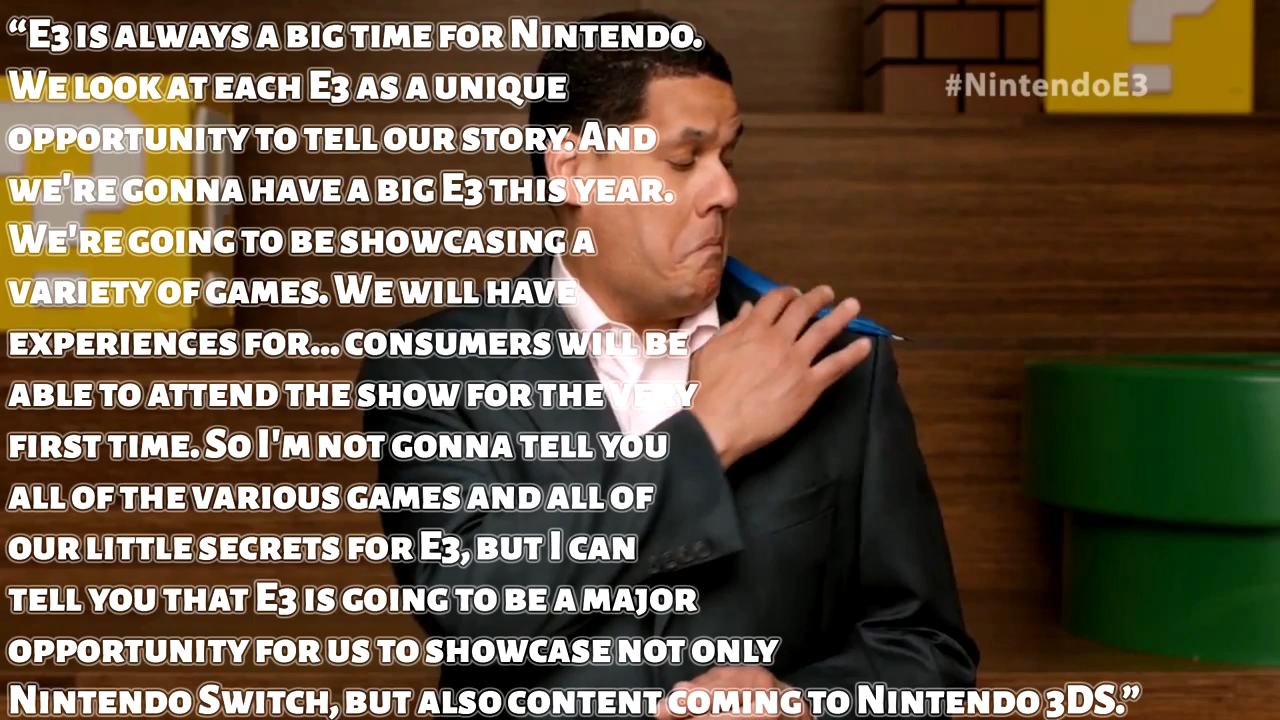 “E3 is always a big time for Nintendo.
We look at each E3 as a unique
opportunity to tell our story. And
we're gonna have a big E3 this year.
We're going to be showcasing a
variety of games. We will have
experiences for... consumers will be
able to attend the show for the very
first time. So I'm not gonna tell you
all of the various games and all of
our little secrets for E3, but I can
tell you that E3 is going to be a major
opportunity for us to showcase not only
Nintendo Switch, but also content coming to Nintendo 3DS.”
#NintendoE3